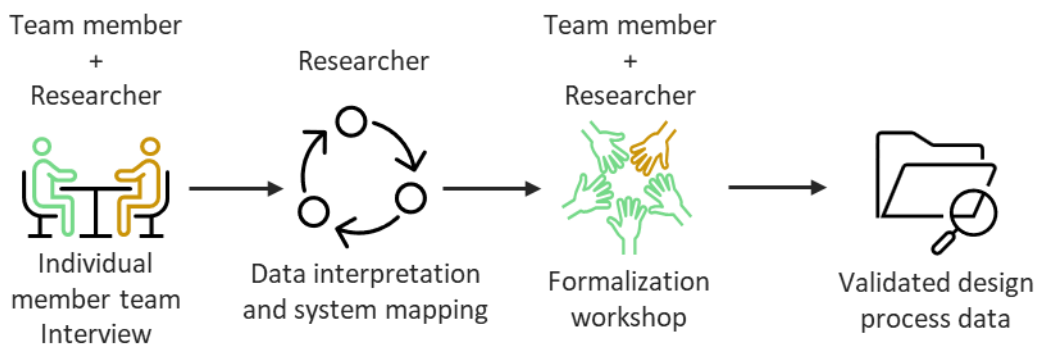 Team member
+
Researcher
Individual
member team
Interview
Researcher
Data interpretation
and system mapping
Team member
+
Researcher
Formalization
workshop
Validated design
process data